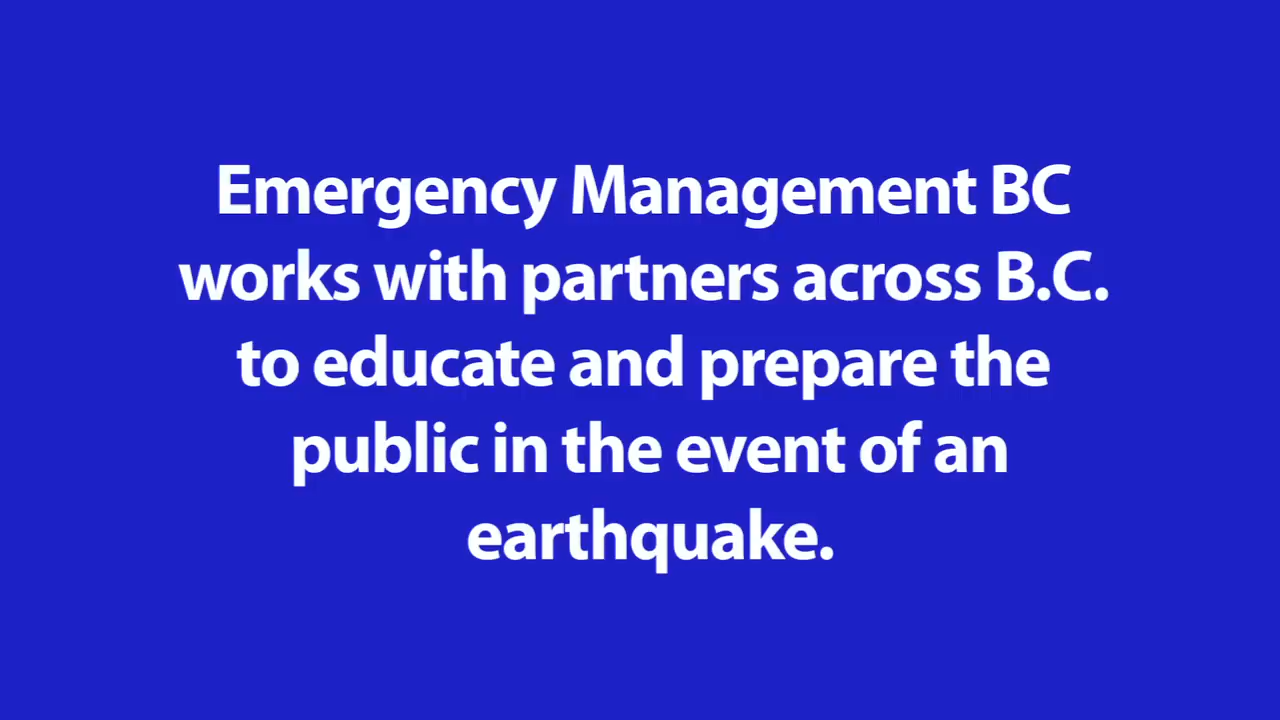 Emergency Management BC
works with partners across B.C.
to educate and prepare the
public in the event of an
earthquake.